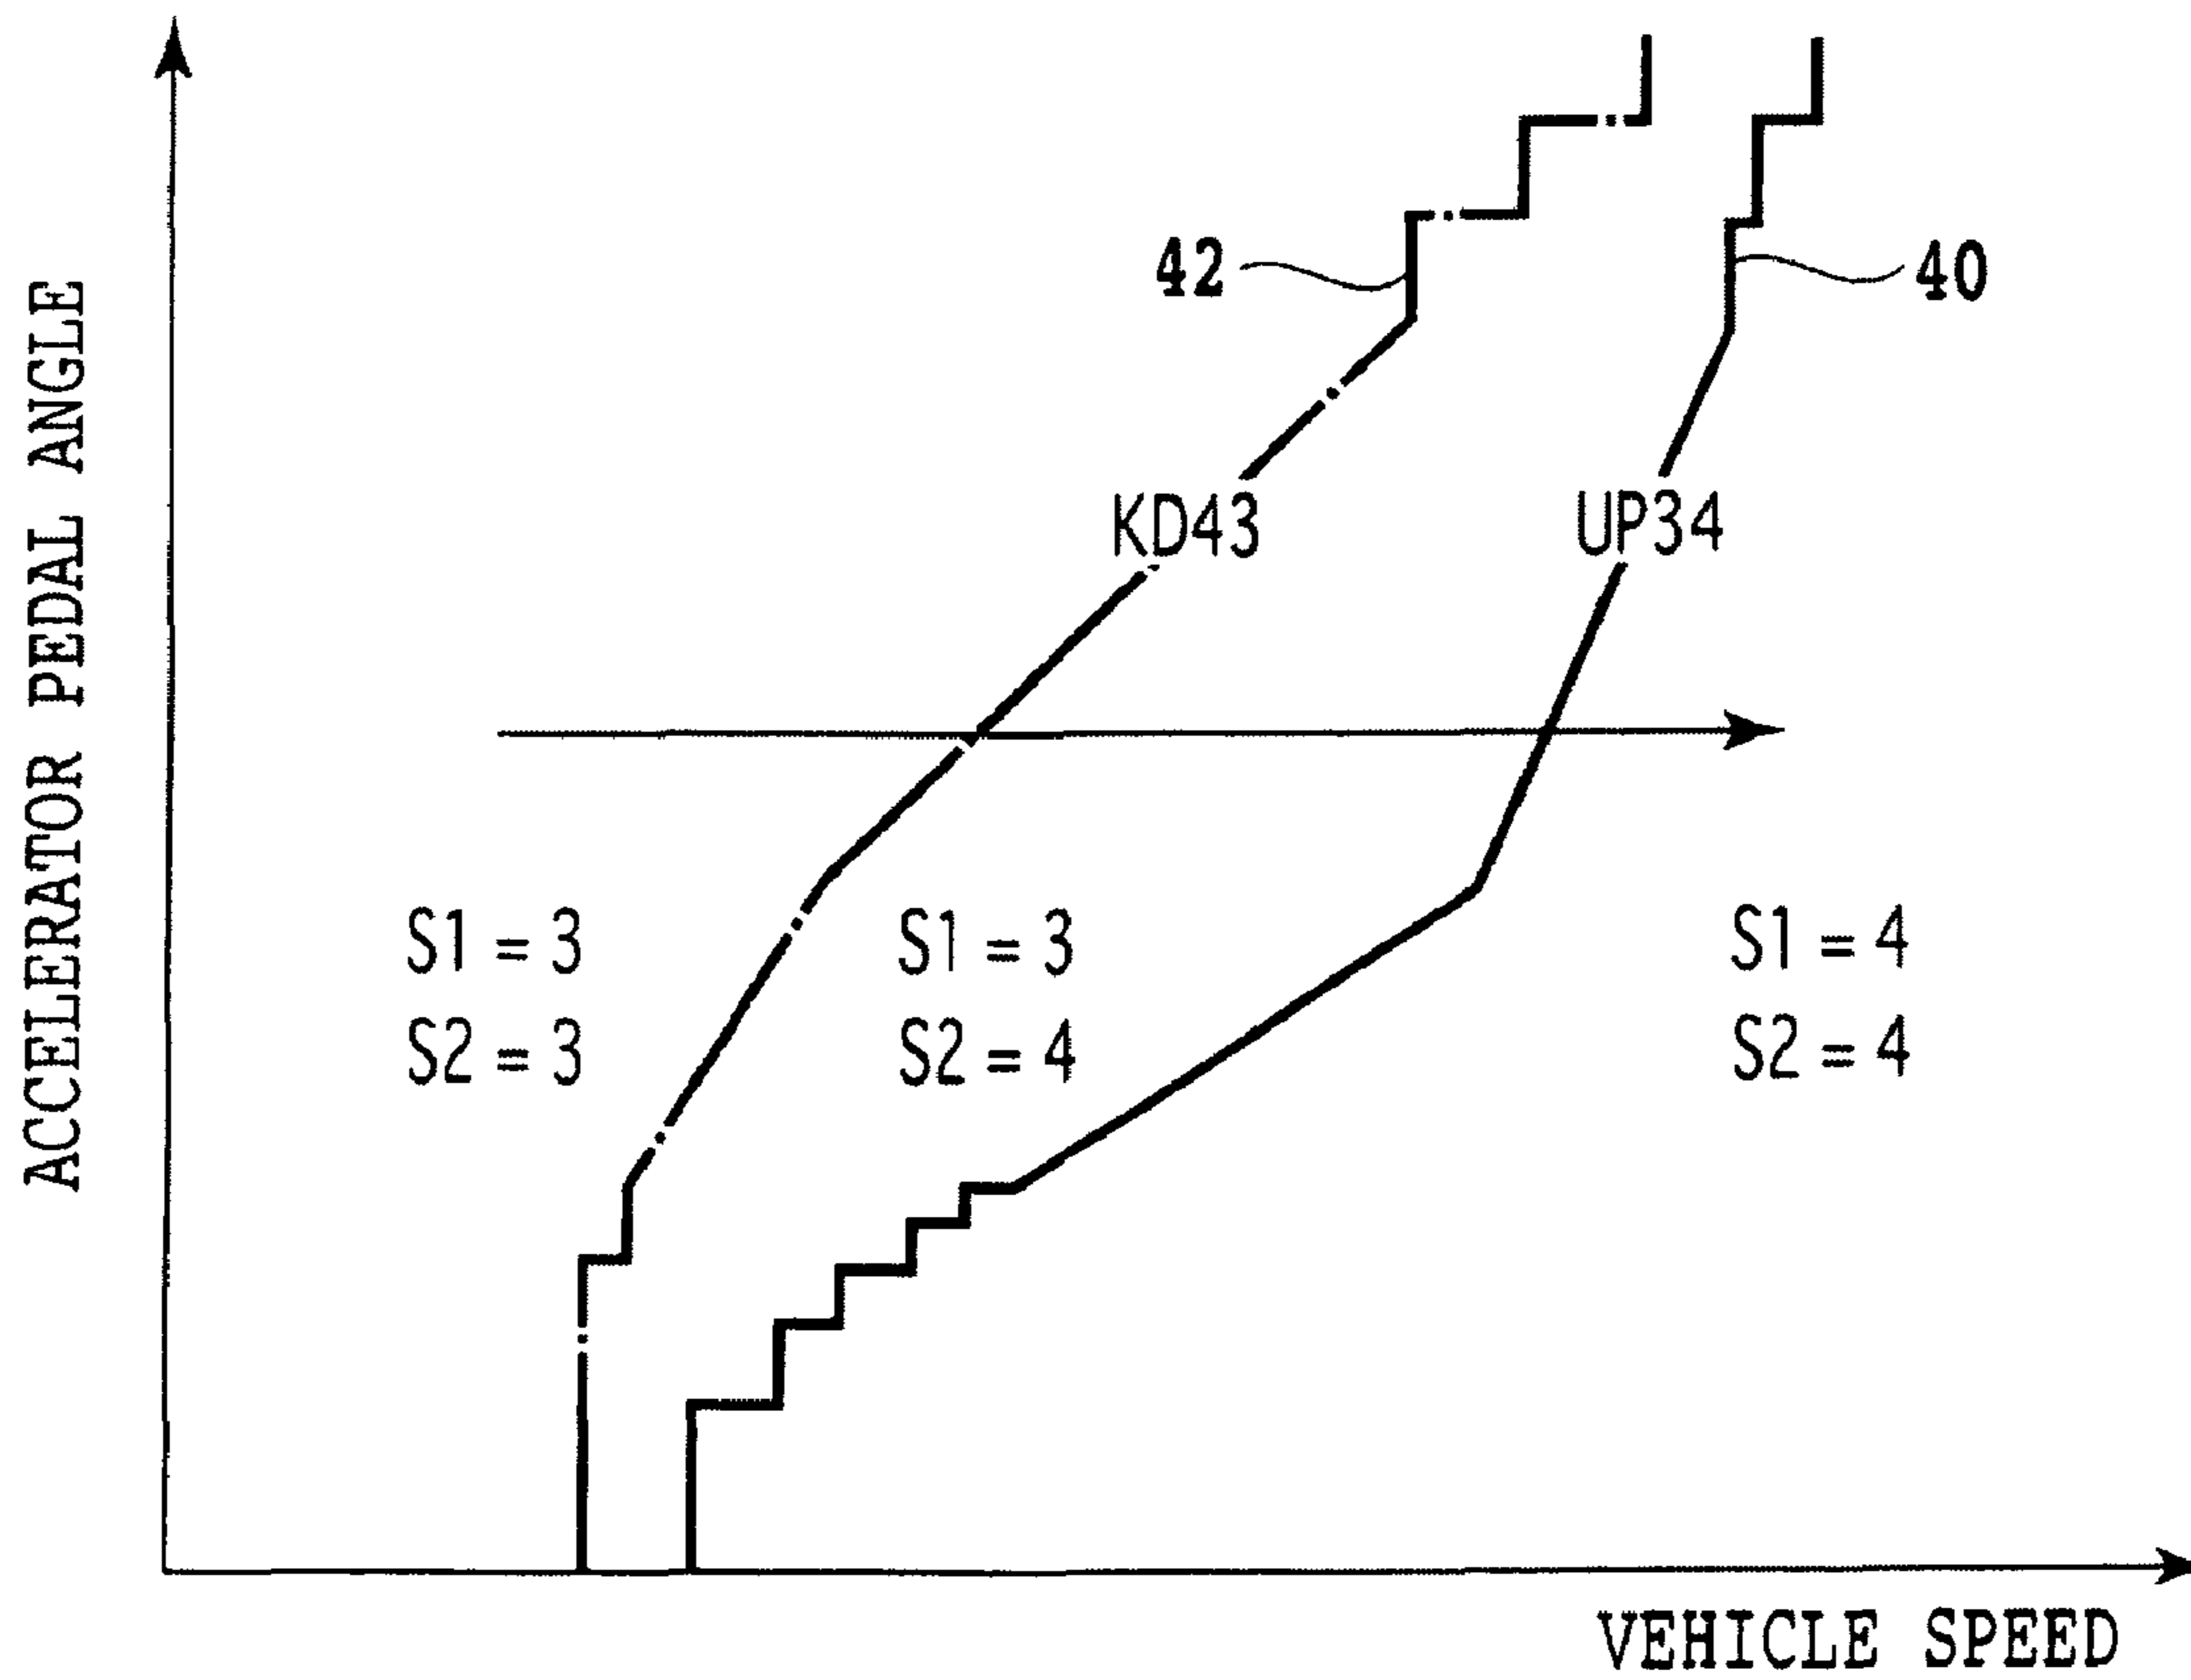 ACCELERATOR PEDAL ANGLE
42
40
KD43
UP34
S1 = 3
S2 = 3
S1 = 3
S2 = 4
S1 = 4
S2 = 4
VEHICLE SPEED